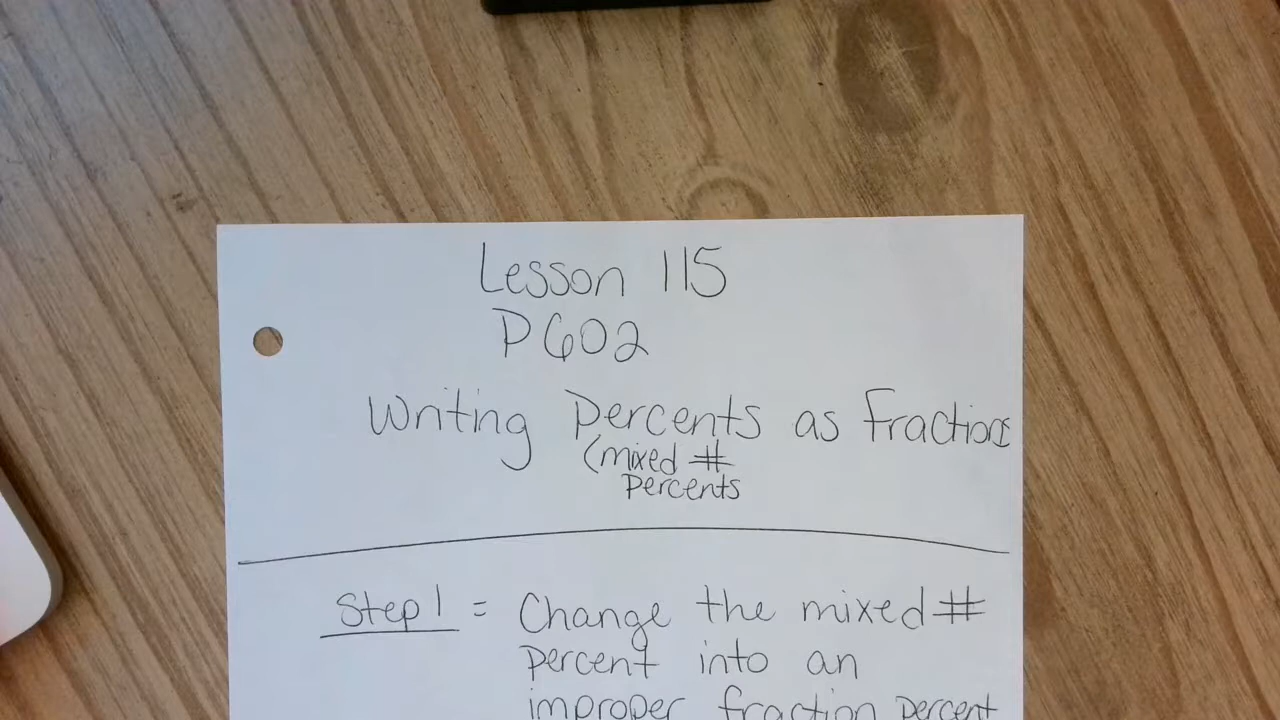 Lesson 115
P602
Writing Percents as Fractions
(mixed #
Percents
Step 1 = Change the mixed #
percent into an
improper fraction percent